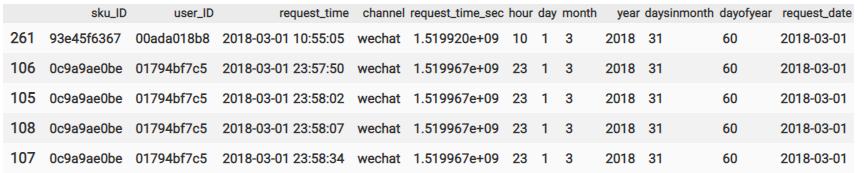 sku_ID user_ID request_time channel request_time_sec hour day month year daysinmonth dayofyear request_date
261 93e45f6367 00ada018b8 2018-03-01 10:55:05 wechat 1.519920e+09 10 1 3 2018 31 60 2018-03-01
106 0c9a9ae0be 01794bf7c5 2018-03-01 23:57:50 wechat 1.519967e+09 23 1 3 2018 31 60 2018-03-01
105 0c9a9ae0be 01794bf7c5 2018-03-01 23:58:02 wechat 1.519967e+09 23 1 3 2018 31 60 2018-03-01
108 0c9a9ae0be 01794bf7c5 2018-03-01 23:58:07 wechat 1.519967e+09 23 1 3 2018 31 60 2018-03-01
107 0c9a9ae0be 01794bf7c5 2018-03-01 23:58:34 wechat 1.519967e+09 23 1 3 2018 31 60 2018-03-01